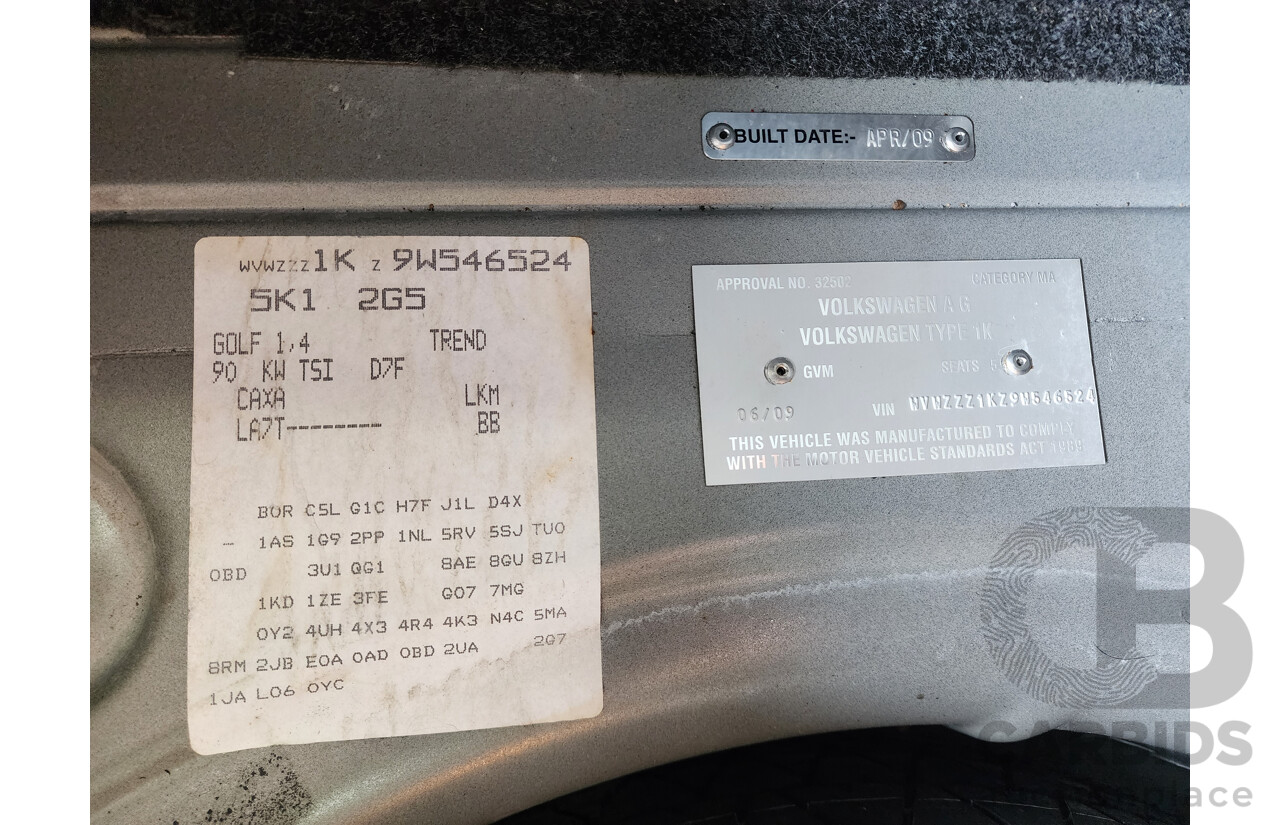 BUILT DATE:- APR/09
WVWZZZ1K Z 9W546524
5K1 2G5
GOLF 1,4 TREND
90 KW TSI D7F
CAXA LKM
LA7T-------- BB
B0R C5L G1C H7F J1L D4X
- 1AS 1G9 2PP 1NL 5RV 5SJ TU0
0BD 3U1 QG1 8AE 8GU 8ZH
1KD 1ZE 3FE G07 7MG
0Y2 4UH 4X3 4R4 4K3 N4C 5MA
8RM 2JB E0A 0AD 0BD 2UA 2G7
1JA L06 0YC
APPROVAL NO. 32502 CATEGORY MA
VOLKSWAGEN A G
VOLKSWAGEN TYPE 1K
GVM SEATS 5
06/09 VIN WVWZZZ1KZ9W546524
THIS VEHICLE WAS MANUFACTURED TO COMPLY
WITH THE MOTOR VEHICLE STANDARDS ACT 1989
CARBIDS